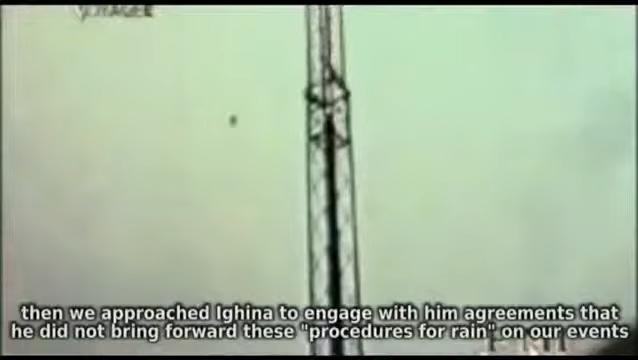 VOYAGER
then we approached Ighina to engage with him agreements that
he did not bring forward these "procedures for rain" on our events